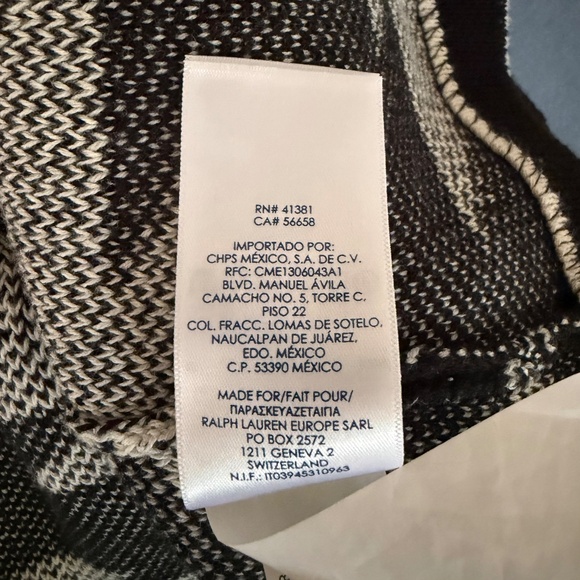 RN# 41381
CA# 56658
IMPORTADO POR:
CHPS MÉXICO, S.A. DE C.V.
RFC: CME1306043A1
BLVD. MANUEL ÁVILA
CAMACHO NO. 5, TORRE C.
PISO 22
COL. FRACC. LOMAS DE SOTELO.
NAUCALPAN DE JUÁREZ.
EDO. MÉXICO
C.P. 53390 MÉXICO
MADE FOR/FAIT POUR/
ΠΑΡΑΣΚΕΥΑΖΕΤΑΙΓΙΑ
RALPH LAUREN EUROPE SARL
PO BOX 2572
1211 GENEVA 2
SWITZERLAND
N.I.F.: IT03945310963